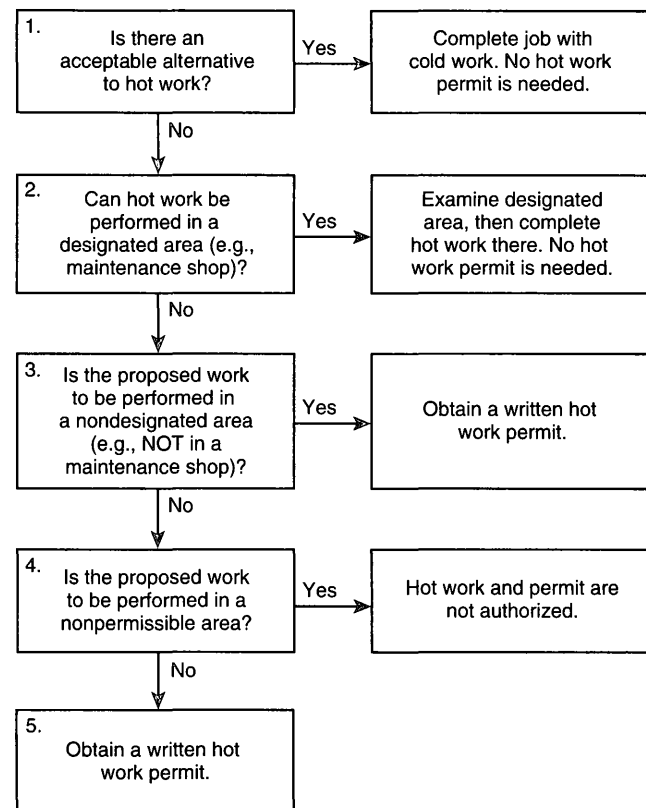 1.
Is there an
acceptable alternative
to hot work?
Yes
Complete job with
cold work. No hot work
permit is needed.
No
2.
Can hot work be
performed in a
designated area (e.g.,
maintenance shop)?
Yes
Examine designated
area, then complete
hot work there. No hot
work permit is needed.
No
3.
Is the proposed work
to be performed in
a nondesignated area
(e.g., NOT in a
maintenance shop)?
Yes
Obtain a written hot
work permit.
No
4.
Is the proposed work
to be performed in a
nonpermissible area?
Yes
Hot work and permit are
not authorized.
No
5.
Obtain a written hot
work permit.